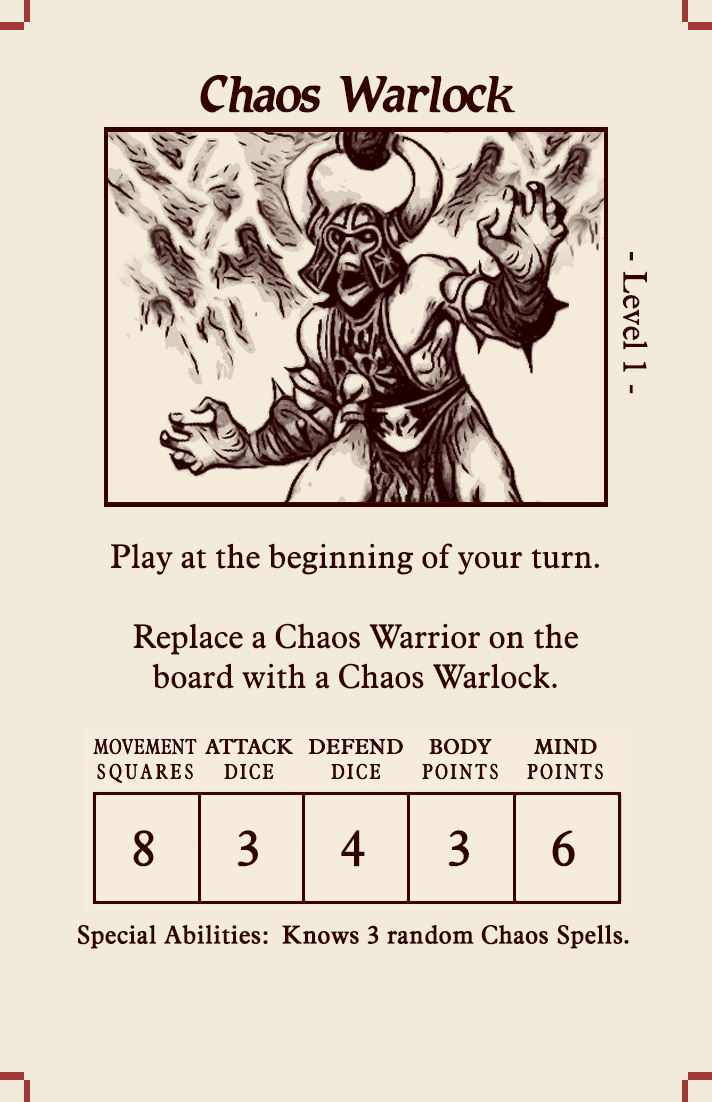 Chaos Warlock
- Level 1 -
Play at the beginning of your turn.
Replace a Chaos Warrior on the
board with a Chaos Warlock.
MOVEMENT SQUARES ATTACK DICE DEFEND DICE BODY POINTS MIND POINTS
8 3 4 3 6
Special Abilities: Knows 3 random Chaos Spells.